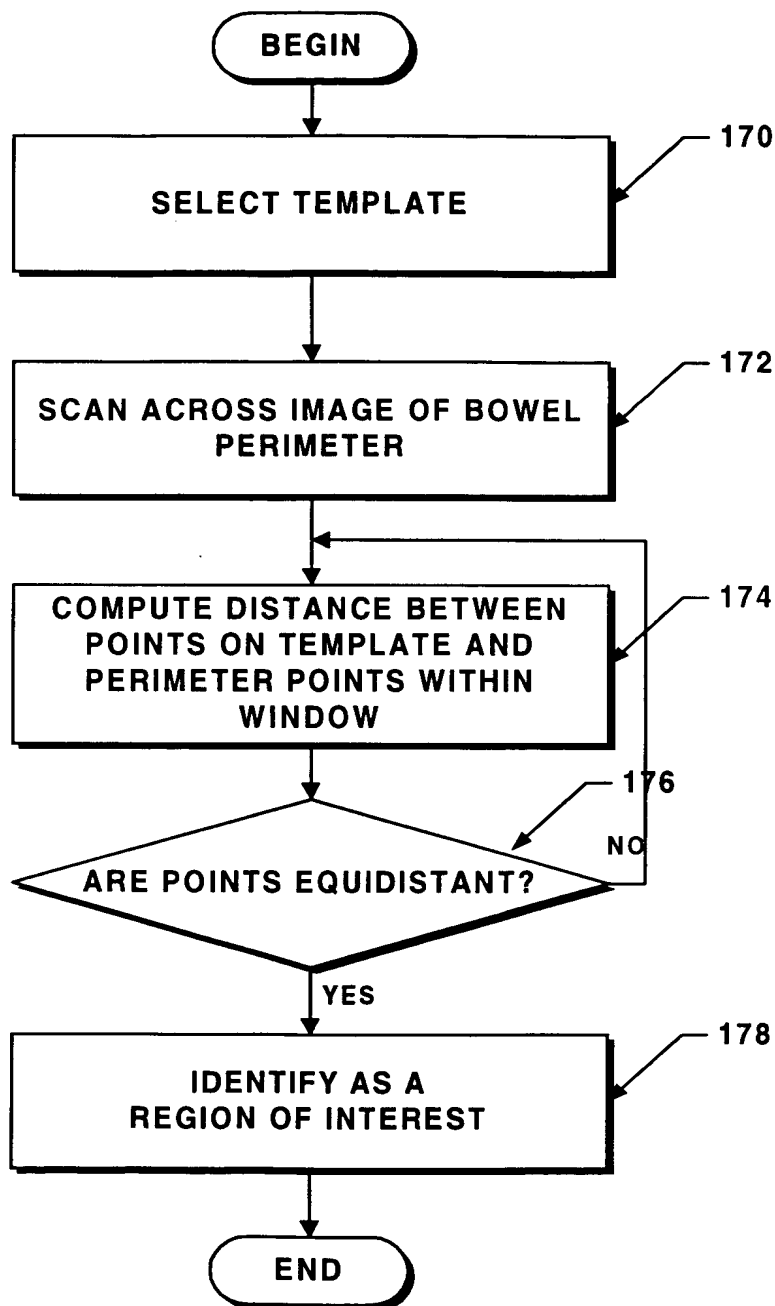 BEGIN
170
SELECT TEMPLATE
172
SCAN ACROSS IMAGE OF BOWEL
PERIMETER
COMPUTE DISTANCE BETWEEN
POINTS ON TEMPLATE AND
PERIMETER POINTS WITHIN
WINDOW
174
176
NO
ARE POINTS EQUIDISTANT?
YES
178
IDENTIFY AS A
REGION OF INTEREST
END